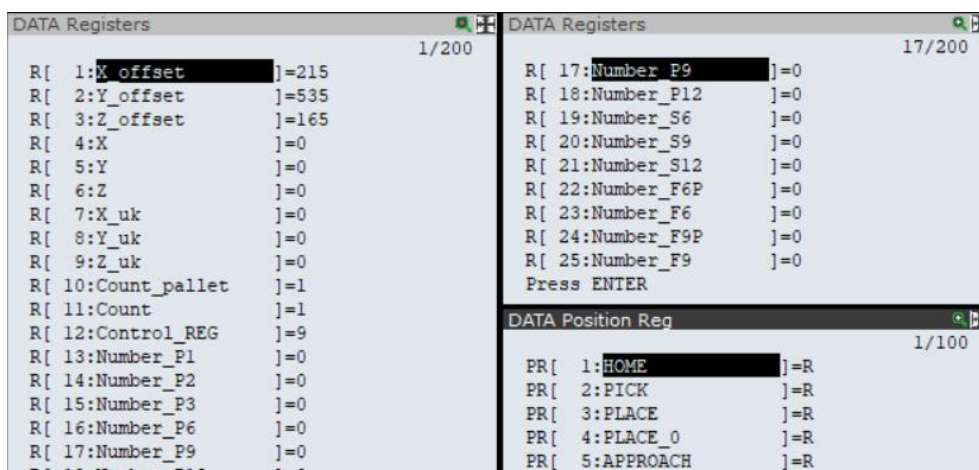 DATA Registers
1/200
R[ 1:X_offset ]=215
R[ 2:Y_offset ]=535
R[ 3:Z_offset ]=165
R[ 4:X ]=0
R[ 5:Y ]=0
R[ 6:Z ]=0
R[ 7:X_uk ]=0
R[ 8:Y_uk ]=0
R[ 9:Z_uk ]=0
R[ 10:Count_pallet ]=1
R[ 11:Count ]=1
R[ 12:Control_REG ]=9
R[ 13:Number_P1 ]=0
R[ 14:Number_P2 ]=0
R[ 15:Number_P3 ]=0
R[ 16:Number_P6 ]=0
R[ 17:Number_P9 ]=0
DATA Registers
17/200
R[ 17:Number_P9 ]=0
R[ 18:Number_P12 ]=0
R[ 19:Number_S6 ]=0
R[ 20:Number_S9 ]=0
R[ 21:Number_S12 ]=0
R[ 22:Number_F6P ]=0
R[ 23:Number_F6 ]=0
R[ 24:Number_F9P ]=0
R[ 25:Number_F9 ]=0
Press ENTER
DATA Position Reg
1/100
PR[ 1:HOME ]=R
PR[ 2:PICK ]=R
PR[ 3:PLACE ]=R
PR[ 4:PLACE_0 ]=R
PR[ 5:APPROACH ]=R